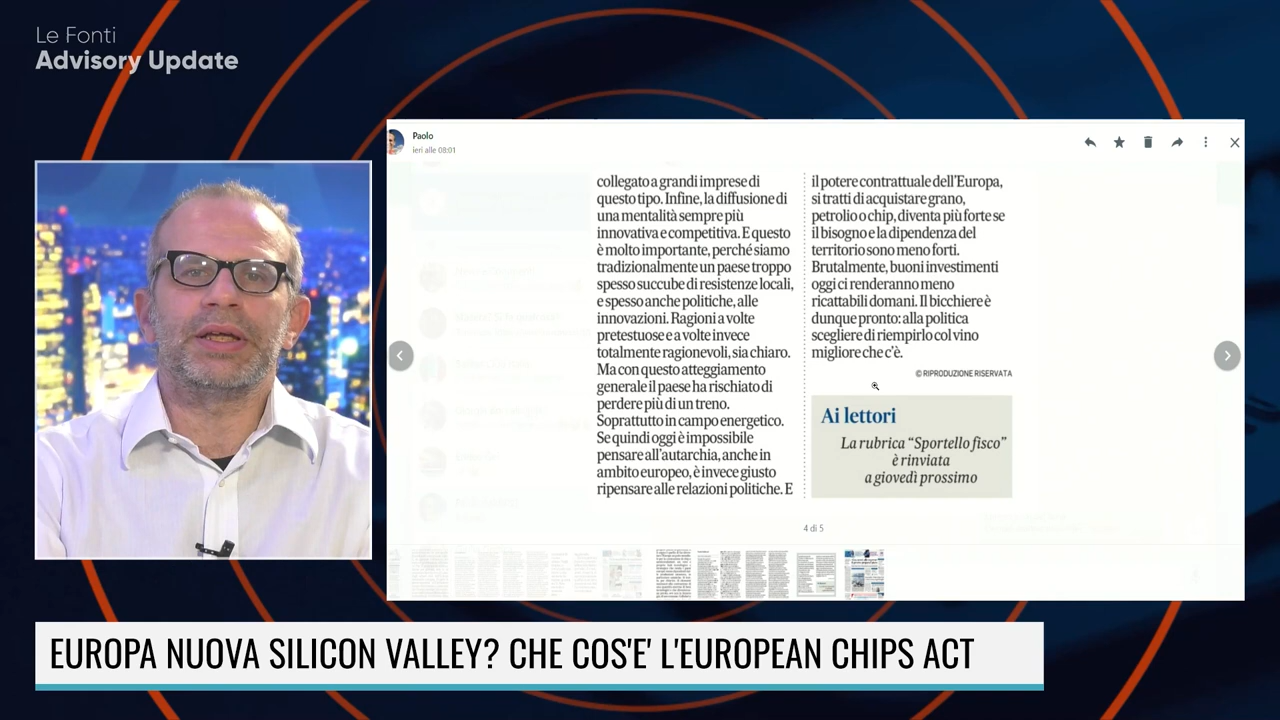 Le Fonti
Advisory Update
Paolo
ieri alle 08:01
collegato a grandi imprese di
questo tipo. Infine, la diffusione di
una mentalità sempre più
innovativa e competitiva. E questo
è molto importante, perché siamo
tradizionalmente un paese troppo
spesso succube di resistenze locali,
e spesso anche politiche, alle
innovazioni. Ragioni a volte
pretestuose e a volte invece
totalmente ragionevoli, sia chiaro.
Ma con questo atteggiamento
generale il paese ha rischiato di
perdere più di un treno.
Soprattutto in campo energetico.
Se quindi oggi è impossibile
pensare all'autarchia, anche in
ambito europeo, è invece giusto
ripensare alle relazioni politiche. E
il potere contrattuale dell'Europa,
si tratti di acquistare grano,
petrolio o chip, diventa più forte se
il bisogno e la dipendenza del
territorio sono meno forti.
Brutalmente, buoni investimenti
oggi ci renderanno meno
ricattabili domani. Il bicchiere è
dunque pronto: alla politica
scegliere di riempirlo col vino
migliore che c'è.
© RIPRODUZIONE RISERVATA
Ai lettori
La rubrica “Sportello fisco”
è rinviata
a giovedì prossimo
4 di 5
EUROPA NUOVA SILICON VALLEY? CHE COS'E' L'EUROPEAN CHIPS ACT